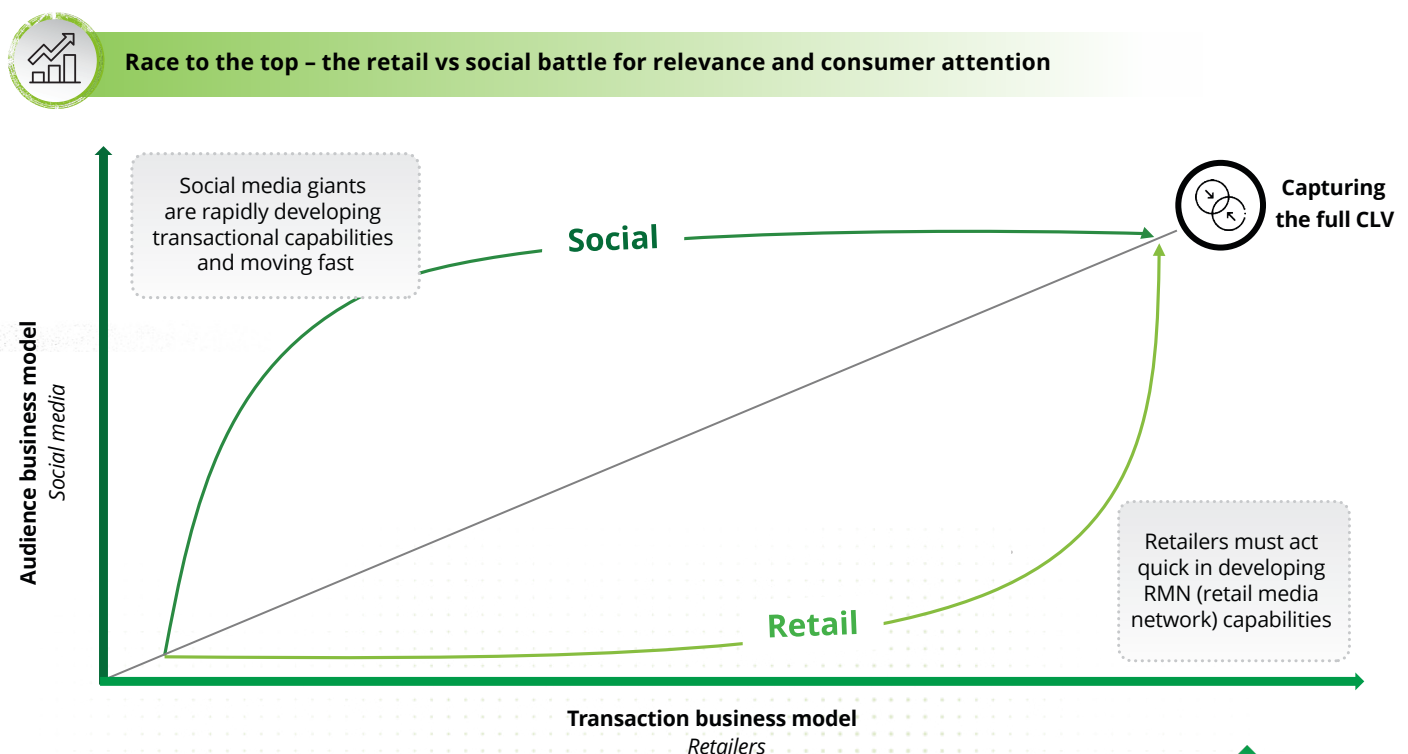 Race to the top – the retail vs social battle for relevance and consumer attention
Social media giants
are rapidly developing
transactional capabilities
and moving fast
Social
Capturing
the full CLV
Audience business model
Social media
Retailers must act
quick in developing
RMN (retail media
network) capabilities
Retail
Transaction business model
Retailers